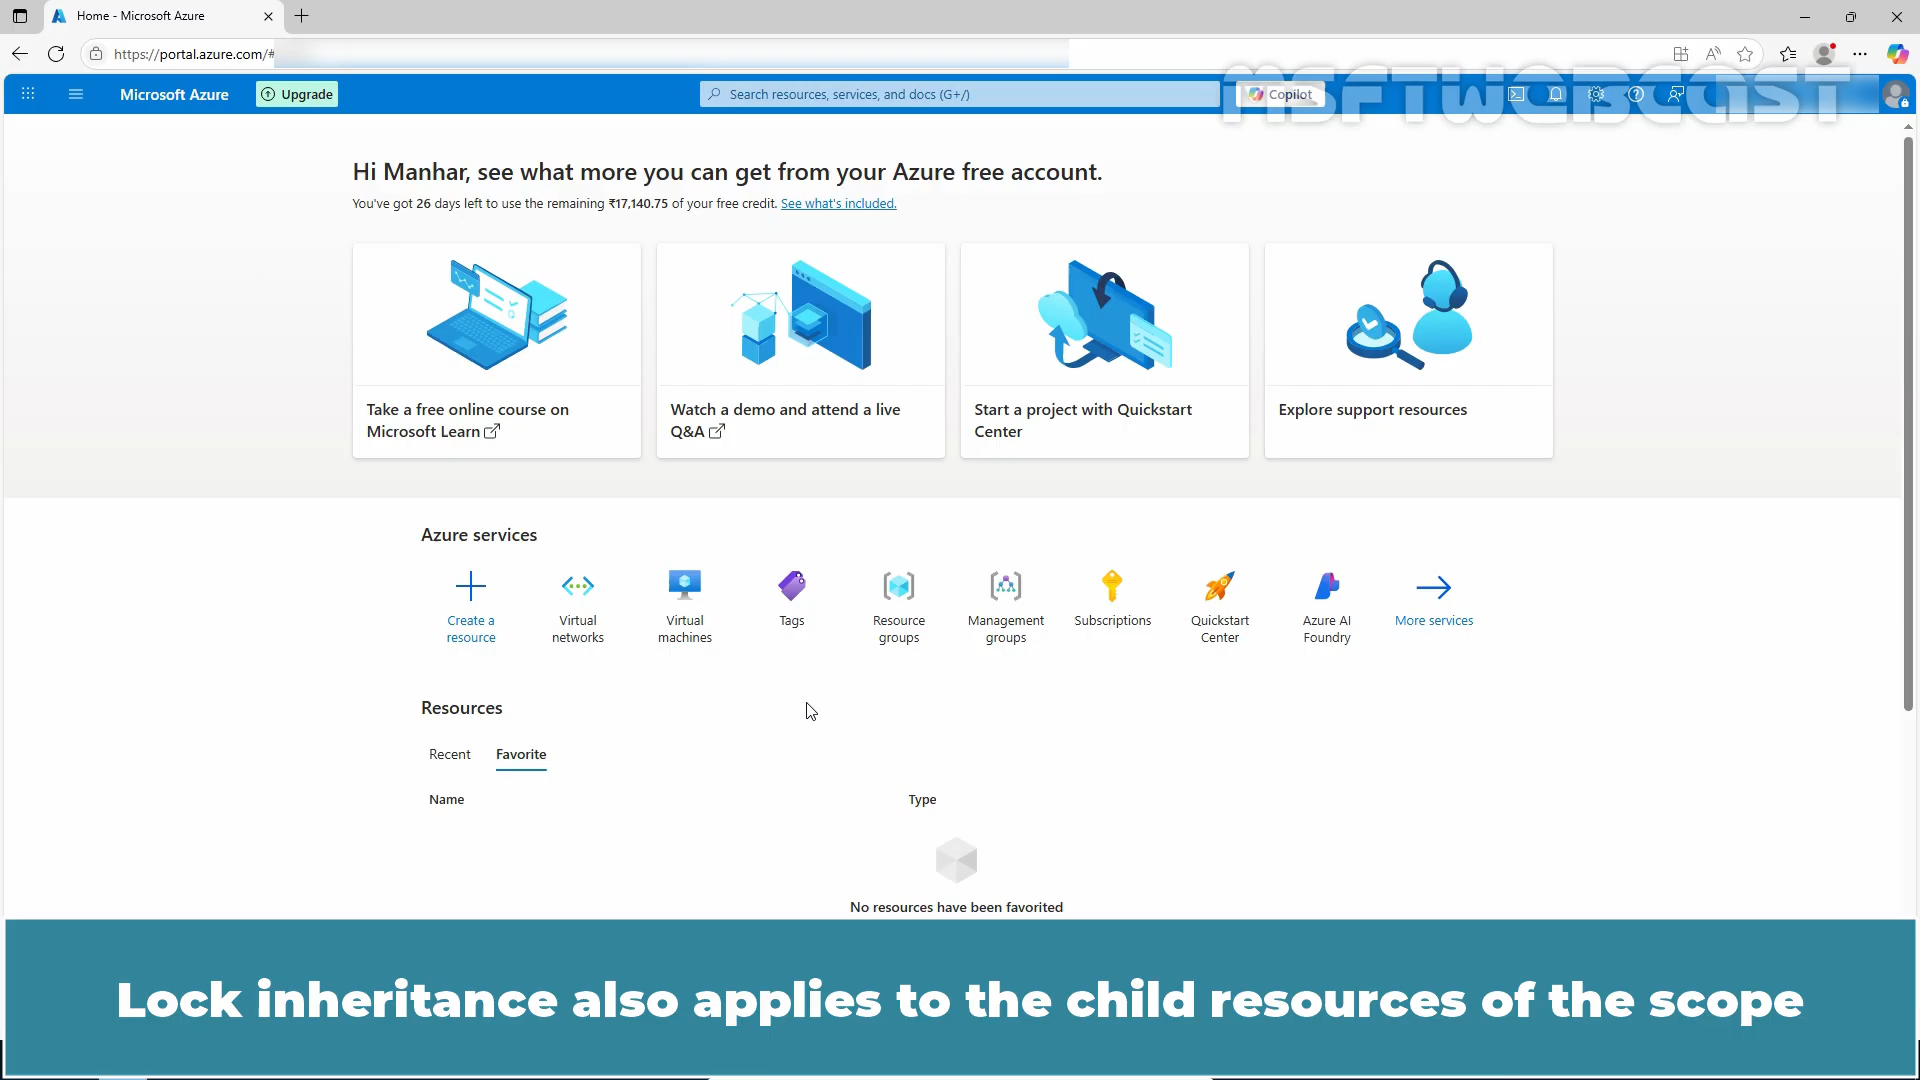 Home - Microsoft Azure
https://portal.azure.com/#
Microsoft Azure
Upgrade
Search resources, services, and docs (G+/)
Copilot
MSFTWEBCAST
Hi Manhar, see what more you can get from your Azure free account.
You've got 26 days left to use the remaining ₹17,140.75 of your free credit. See what's included.
Take a free online course on
Microsoft Learn
Watch a demo and attend a live
Q&A
Start a project with Quickstart
Center
Explore support resources
Azure services
Create a
resource
Virtual
networks
Virtual
machines
Tags
Resource
groups
Management
groups
Subscriptions
Quickstart
Center
Azure AI
Foundry
More services
Resources
Recent
Favorite
Name
Type
No resources have been favorited
Lock inheritance also applies to the child resources of the scope